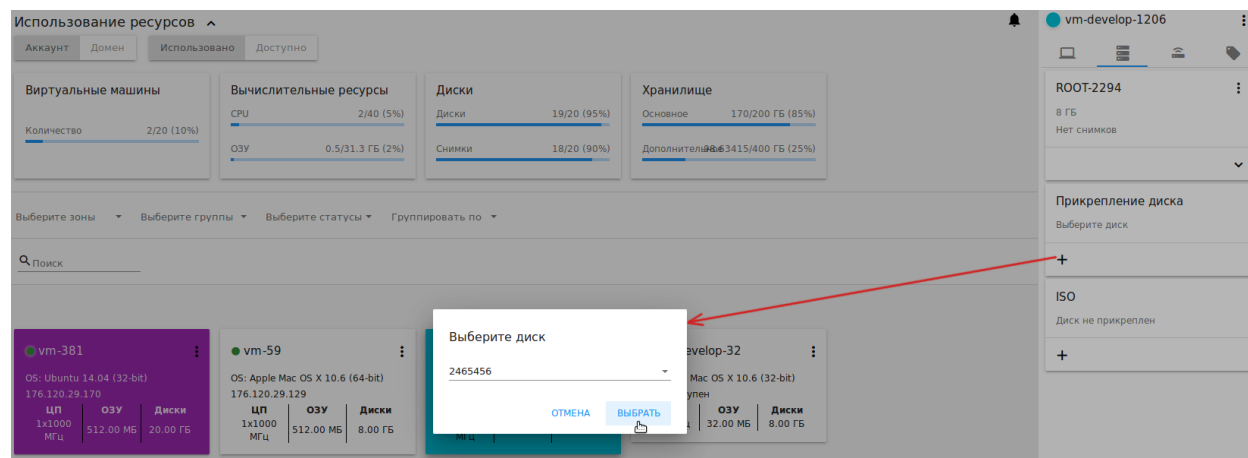 Использование ресурсов
Аккаунт Домен Использовано Доступно
Виртуальные машины
Количество 2/20 (10%)
Вычислительные ресурсы
CPU 2/40 (5%)
ОЗУ 0.5/31.3 ГБ (2%)
Диски
Диски 19/20 (95%)
Снимки 18/20 (90%)
Хранилище
Основное 170/200 ГБ (85%)
Дополнительное 98.63415/400 ГБ (25%)
Выберите зоны Выберите группы Выберите статусы Группировать по
Поиск
vm-381
OS: Ubuntu 14.04 (32-bit)
176.120.29.170
ЦП ОЗУ Диски
1x1000 МГц 512.00 МБ 20.00 ГБ
vm-59
OS: Apple Mac OS X 10.6 (64-bit)
176.120.29.129
ЦП ОЗУ Диски
1x1000 МГц 512.00 МБ 8.00 ГБ
МГц
Выберите диск
2465456
ОТМЕНА ВЫБРАТЬ
evelop-32
Mac OS X 10.6 (32-bit)
упен
ОЗУ Диски
32.00 МБ 8.00 ГБ
vm-develop-1206
ROOT-2294
8 ГБ
Нет снимков
Прикрепление диска
Выберите диск
+
ISO
Диск не прикреплен
+